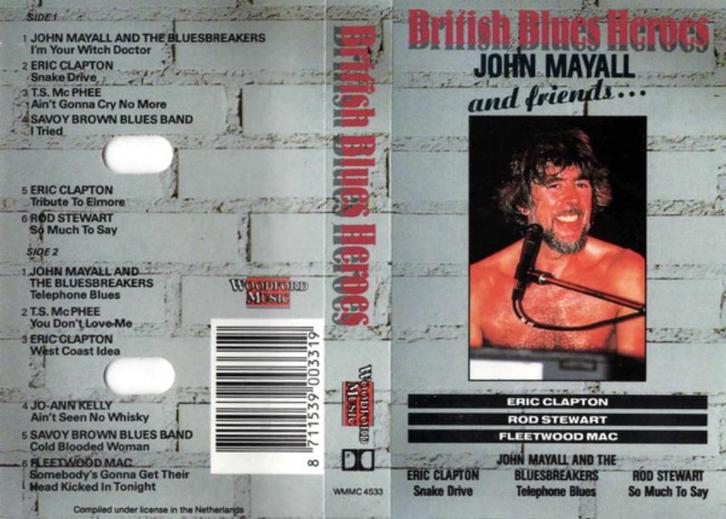 SIDE 1
1 JOHN MAYALL AND THE BLUESBREAKERS
I'm Your Witch Doctor
2 ERIC CLAPTON
Snake Drive
3 T.S. McPHEE
Ain't Gonna Cry No More
4 SAVOY BROWN BLUES BAND
I Tried
5 ERIC CLAPTON
Tribute To Elmore
6 ROD STEWART
So Much To Say
SIDE 2
1 JOHN MAYALL AND
THE BLUESBREAKERS
Telephone Blues
2 T.S. McPHEE
You Don't Love Me
3 ERIC CLAPTON
West Coast Idea
4 JO-ANN KELLY
Ain't Seen No Whisky
5 SAVOY BROWN BLUES BAND
Cold Blooded Woman
6 FLEETWOOD MAC
Somebody's Gonna Get Their
Head Kicked In Tonight
Compiled under license in the Netherlands
WOODFORD
MUSIC
8 711539 003319
British Blues Heroes
WOODFORD
MUSIC
WMMC 4533
British Blues Heroes
JOHN MAYALL
and friends...
ERIC CLAPTON
ROD STEWART
FLEETWOOD MAC
ERIC CLAPTON
Snake Drive
JOHN MAYALL AND THE
BLUESBREAKERS
Telephone Blues
ROD STEWART
So Much To Say